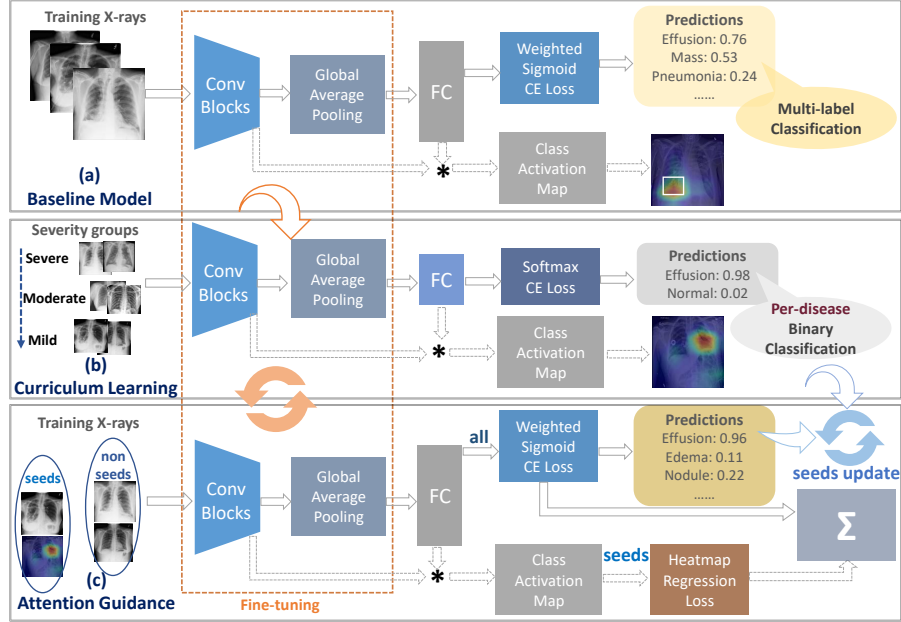 Training X-rays
Conv
Blocks
Global
Average
Pooling
FC
Weighted
Sigmoid
CE Loss
Predictions
Effusion: 0.76
Mass: 0.53
Pneumonia: 0.24
......
Multi-label
Classification
*
Class
Activation
Map
(a)
Baseline Model
Severity groups
Severe
Moderate
Mild
(b)
Curriculum Learning
Conv
Blocks
Global
Average
Pooling
FC
Softmax
CE Loss
Predictions
Effusion: 0.98
Normal: 0.02
Per-disease
Binary
Classification
*
Class
Activation
Map
Training X-rays
seeds
non
seeds
(c)
Attention Guidance
Conv
Blocks
Global
Average
Pooling
Fine-tuning
FC
all
Weighted
Sigmoid
CE Loss
Predictions
Effusion: 0.96
Edema: 0.11
Nodule: 0.22
......
seeds update
Σ
*
Class
Activation
Map
seeds
Heatmap
Regression
Loss